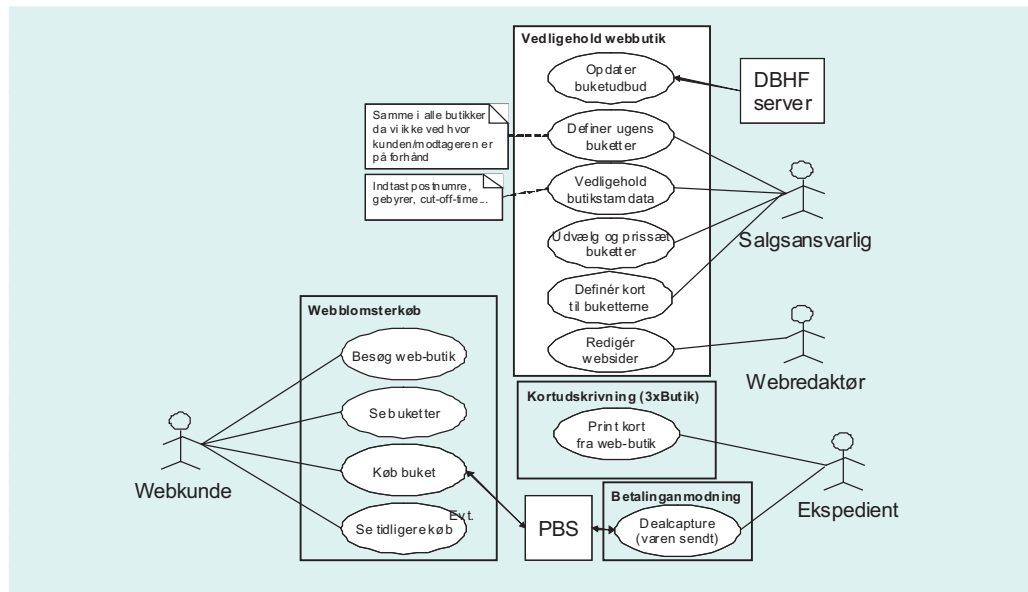 Vedligehold webbutik
Opdater
buketudbud
DBHF
server
Samme i alle butikker
da vi ikke ved hvor
kunden/modtageren er
på forhånd
Definer ugens
buketter
Indtast postnumre,
gebyrer, cut-off-time...
Vedligehold
butikstamdata
Udvælg og prissæt
buketter
Salgsansvarlig
Definér kort
til buketterne
Redigér
websider
Webredaktør
Webblomsterkøb
Besøg web-butik
Se buketter
Køb buket
Se tidligere køb
Evt.
Webkunde
Kortudskrivning (3xButik)
Print kort
fra web-butik
Ekspedient
Betalinganmodning
Dealcapture
(varen sendt)
PBS